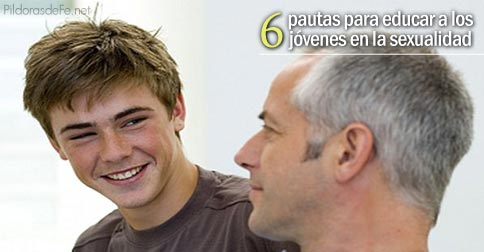 PildorasdeFe.net
6 pautas para educar a los
jóvenes en la sexualidad